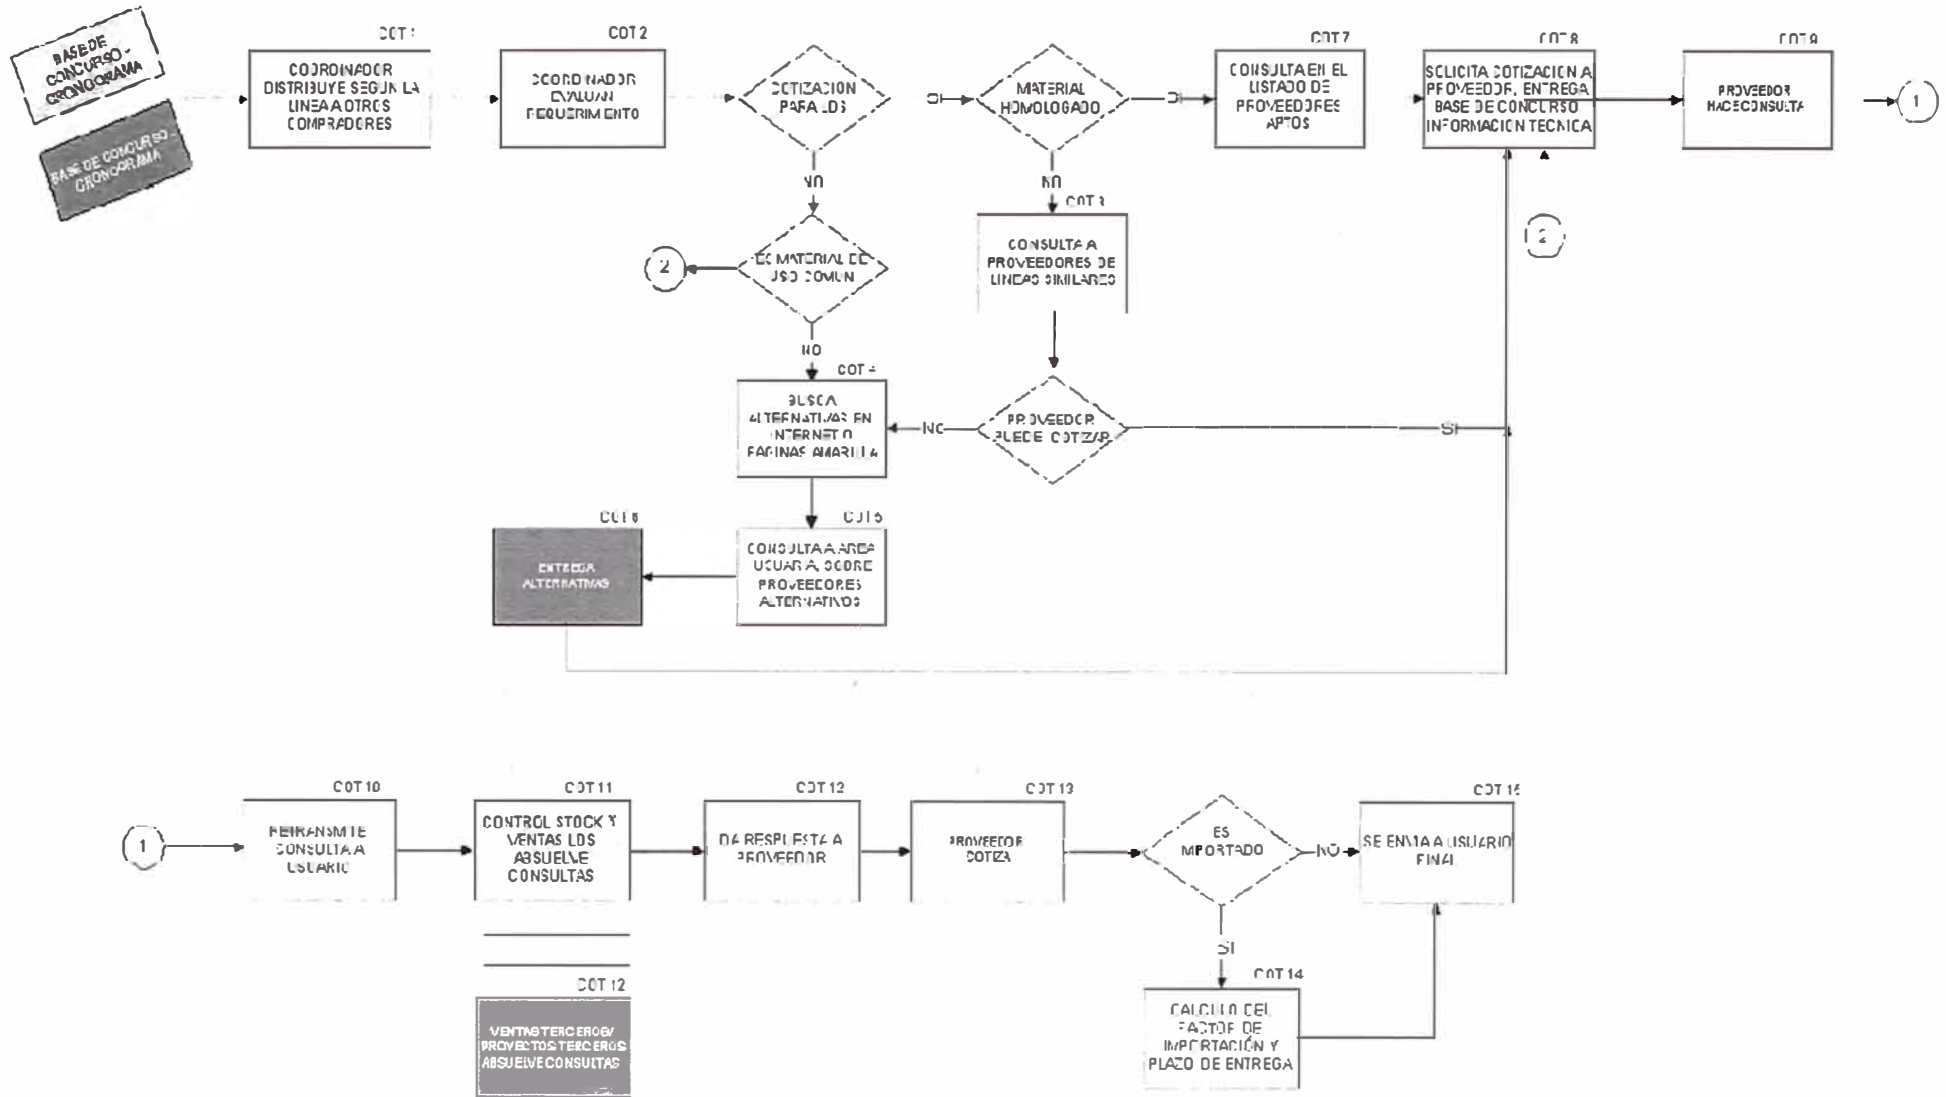 BASE DE
CONCURSO -
CRONOGRAMA
BASE DE CONCURSO -
CRONOGRAMA
COT 1
COORDINADOR
DISTRIBUYE SEGUN LA
LINEA A OTROS
COMPRADORES
COT 2
COORDINADOR
EVALUAN
REQUERIMIENTO
COTIZACION
PARA LDS
SI
MATERIAL
HOMOLOGADO
SI
COT 7
CONSULTA EN EL
LISTADO DE
PROVEEDORES
APTOS
COT 8
SOLICITA COTIZACION A
PROVEEDOR, ENTREGA
BASE DE CONCURSO
INFORMACION TECNICA
COT 9
PROVEEDOR
HACE CONSULTA
1
NO
NO
COT 3
CONSULTA A
PROVEEDORES DE
LINEAS SIMILARES
2
ES MATERIAL DE
USO COMUN
2
NO
COT 4
BUSCA
ALTERNATIVAS EN
INTERNET O
PAGINAS AMARILLA
NO
PROVEEDOR
PUEDE COTIZAR
SI
COT 6
ENTREGA
ALTERNATIVAS
COT 5
CONSULTA A AREA
USUARIA, SOBRE
PROVEEDORES
ALTERNATIVOS
1
COT 10
RETRANSMITE
CONSULTA A
USUARIO
COT 11
CONTROL STOCK Y
VENTAS LDS
ABSUELVE
CONSULTAS
COT 12
DA RESPUESTA A
PROVEEDOR
COT 13
PROVEEDOR
COTIZA
ES
IMPORTADO
NO
COT 15
SE ENVIA A USUARIO
FINAL
SI
COT 12
VENTAS TERCEROS/
PROYECTOS TERCEROS
ABSUELVE CONSULTAS
COT 14
CALCULO DEL
FACTOR DE
IMPORTACIÓN Y
PLAZO DE ENTREGA